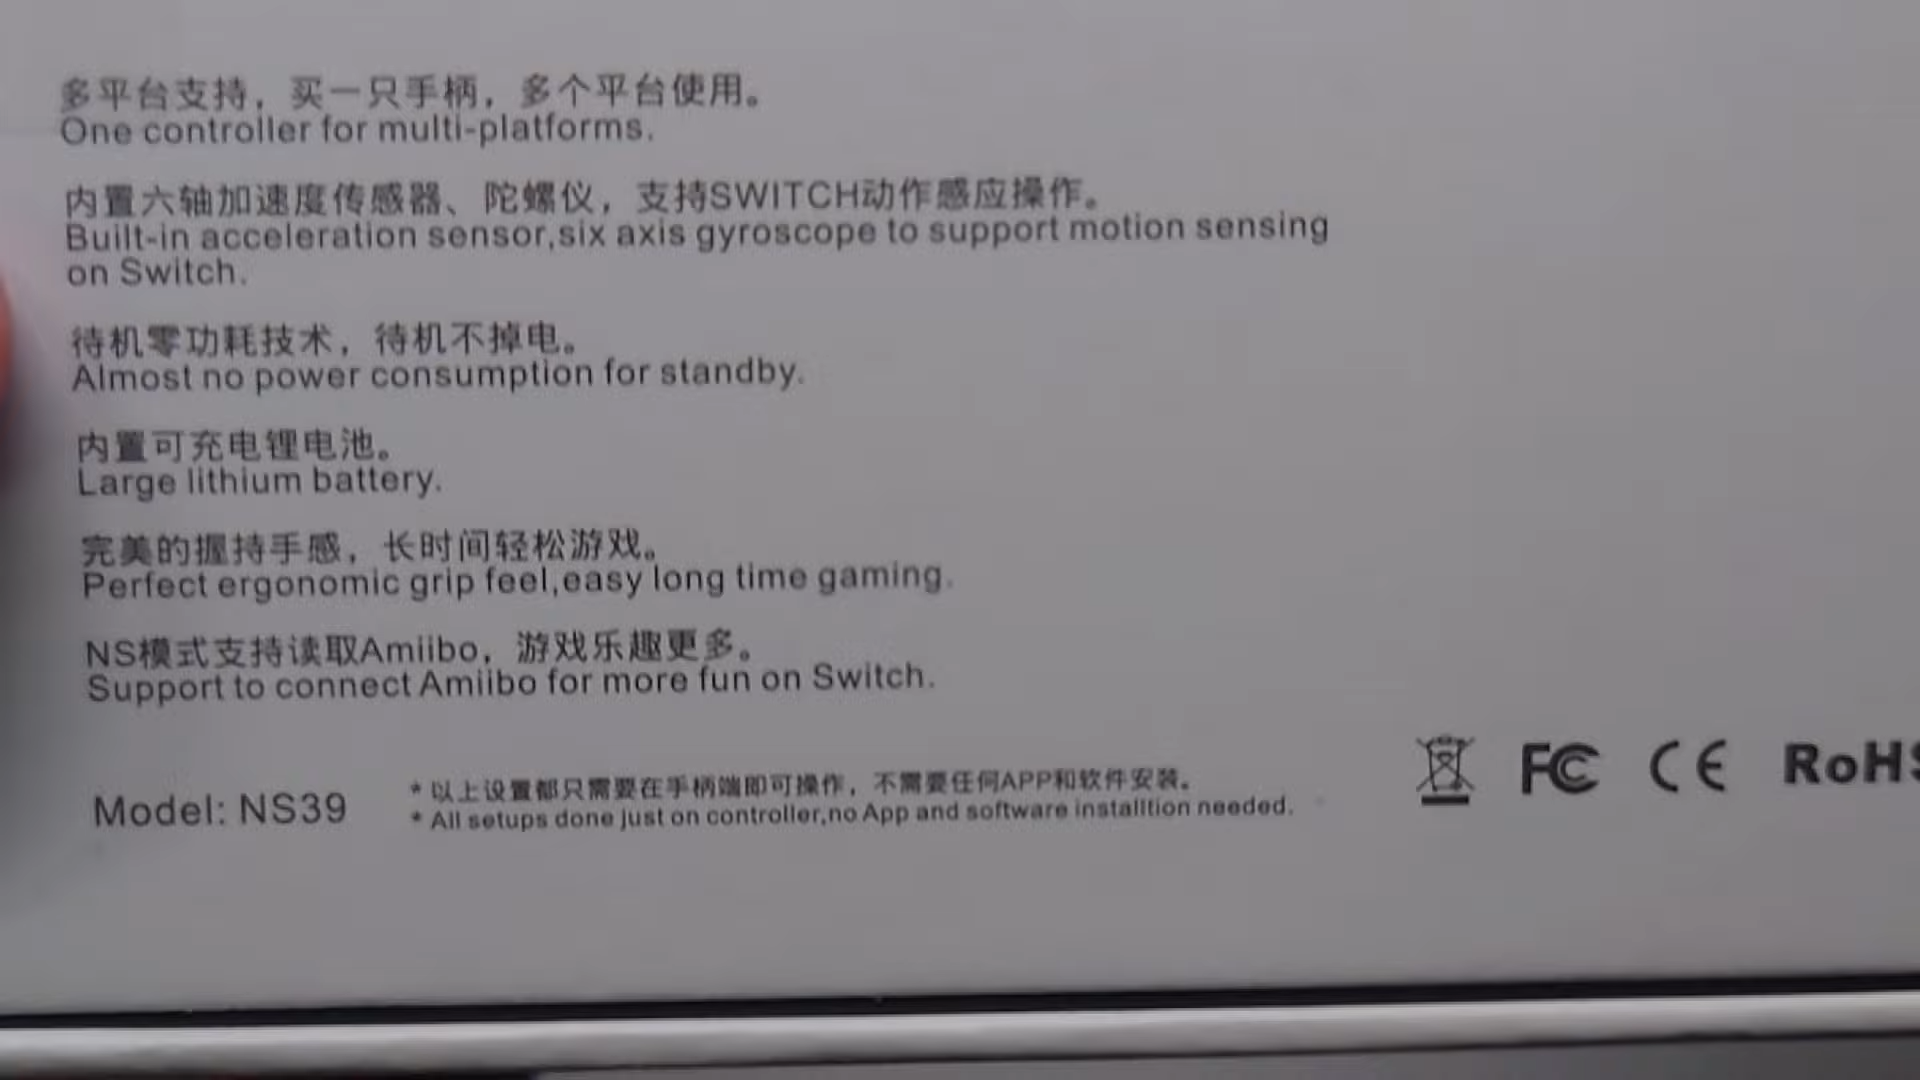 多平台支持，买一只手柄，多个平台使用。
One controller for multi-platforms.
内置六轴加速度传感器、陀螺仪，支持SWITCH动作感应操作。
Built-in acceleration sensor,six axis gyroscope to support motion sensing
on Switch.
待机零功耗技术，待机不掉电。
Almost no power consumption for standby.
内置可充电锂电池。
Large lithium battery.
完美的握持手感，长时间轻松游戏。
Perfect ergonomic grip feel,easy long time gaming.
NS模式支持读取Amiibo，游戏乐趣更多。
Support to connect Amiibo for more fun on Switch.
Model: NS39
* 以上设置都只需要在手柄端即可操作，不需要任何APP和软件安装。
* All setups done just on controller,no App and software installtion needed.
FC CE RoHS